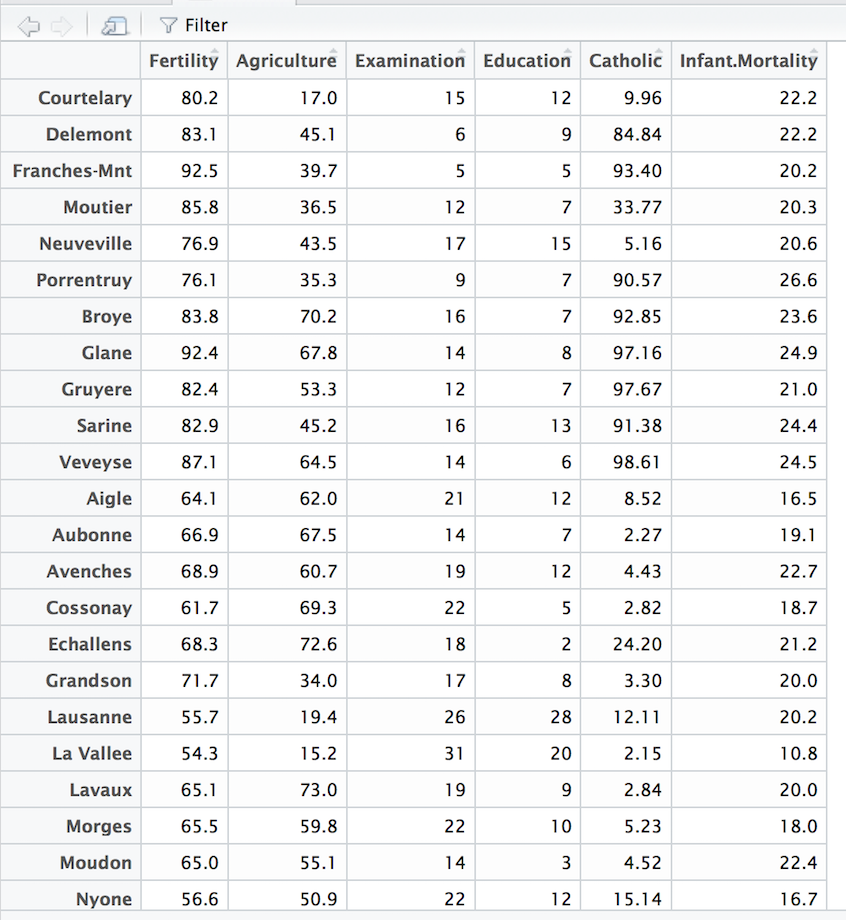 Filter
Fertility Agriculture Examination Education Catholic Infant.Mortality
Courtelary 80.2 17.0 15 12 9.96 22.2
Delemont 83.1 45.1 6 9 84.84 22.2
Franches-Mnt 92.5 39.7 5 5 93.40 20.2
Moutier 85.8 36.5 12 7 33.77 20.3
Neuveville 76.9 43.5 17 15 5.16 20.6
Porrentruy 76.1 35.3 9 7 90.57 26.6
Broye 83.8 70.2 16 7 92.85 23.6
Glane 92.4 67.8 14 8 97.16 24.9
Gruyere 82.4 53.3 12 7 97.67 21.0
Sarine 82.9 45.2 16 13 91.38 24.4
Veveyse 87.1 64.5 14 6 98.61 24.5
Aigle 64.1 62.0 21 12 8.52 16.5
Aubonne 66.9 67.5 14 7 2.27 19.1
Avenches 68.9 60.7 19 12 4.43 22.7
Cossonay 61.7 69.3 22 5 2.82 18.7
Echallens 68.3 72.6 18 2 24.20 21.2
Grandson 71.7 34.0 17 8 3.30 20.0
Lausanne 55.7 19.4 26 28 12.11 20.2
La Vallee 54.3 15.2 31 20 2.15 10.8
Lavaux 65.1 73.0 19 9 2.84 20.0
Morges 65.5 59.8 22 10 5.23 18.0
Moudon 65.0 55.1 14 3 4.52 22.4
Nyone 56.6 50.9 22 12 15.14 16.7